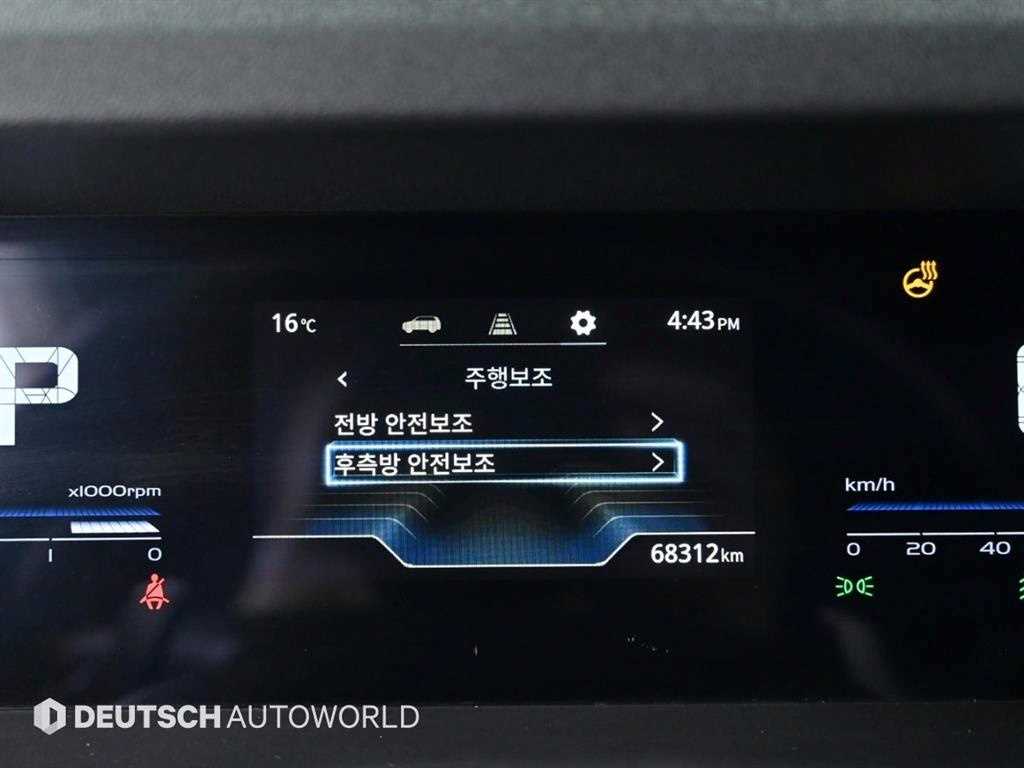 16°C
4:43PM
P
주행보조
전방 안전보조
후측방 안전보조
x1000rpm
1 0
km/h
0 20 40
68312km
DEUTSCH AUTOWORLD